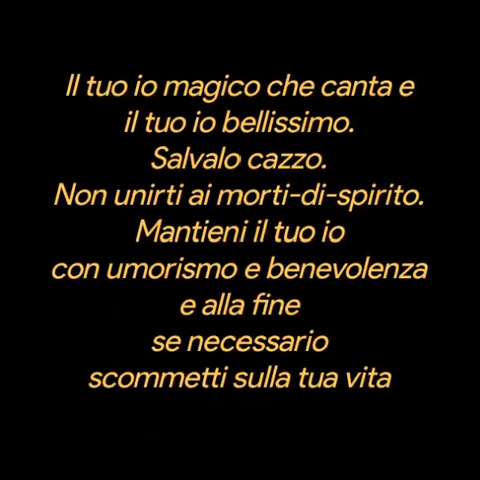 Il tuo io magico che canta e
il tuo io bellissimo.
Salvalo cazzo.
Non unirti ai morti-di-spirito.
Mantieni il tuo io
con umorismo e benevolenza
e alla fine
se necessario
scommetti sulla tua vita